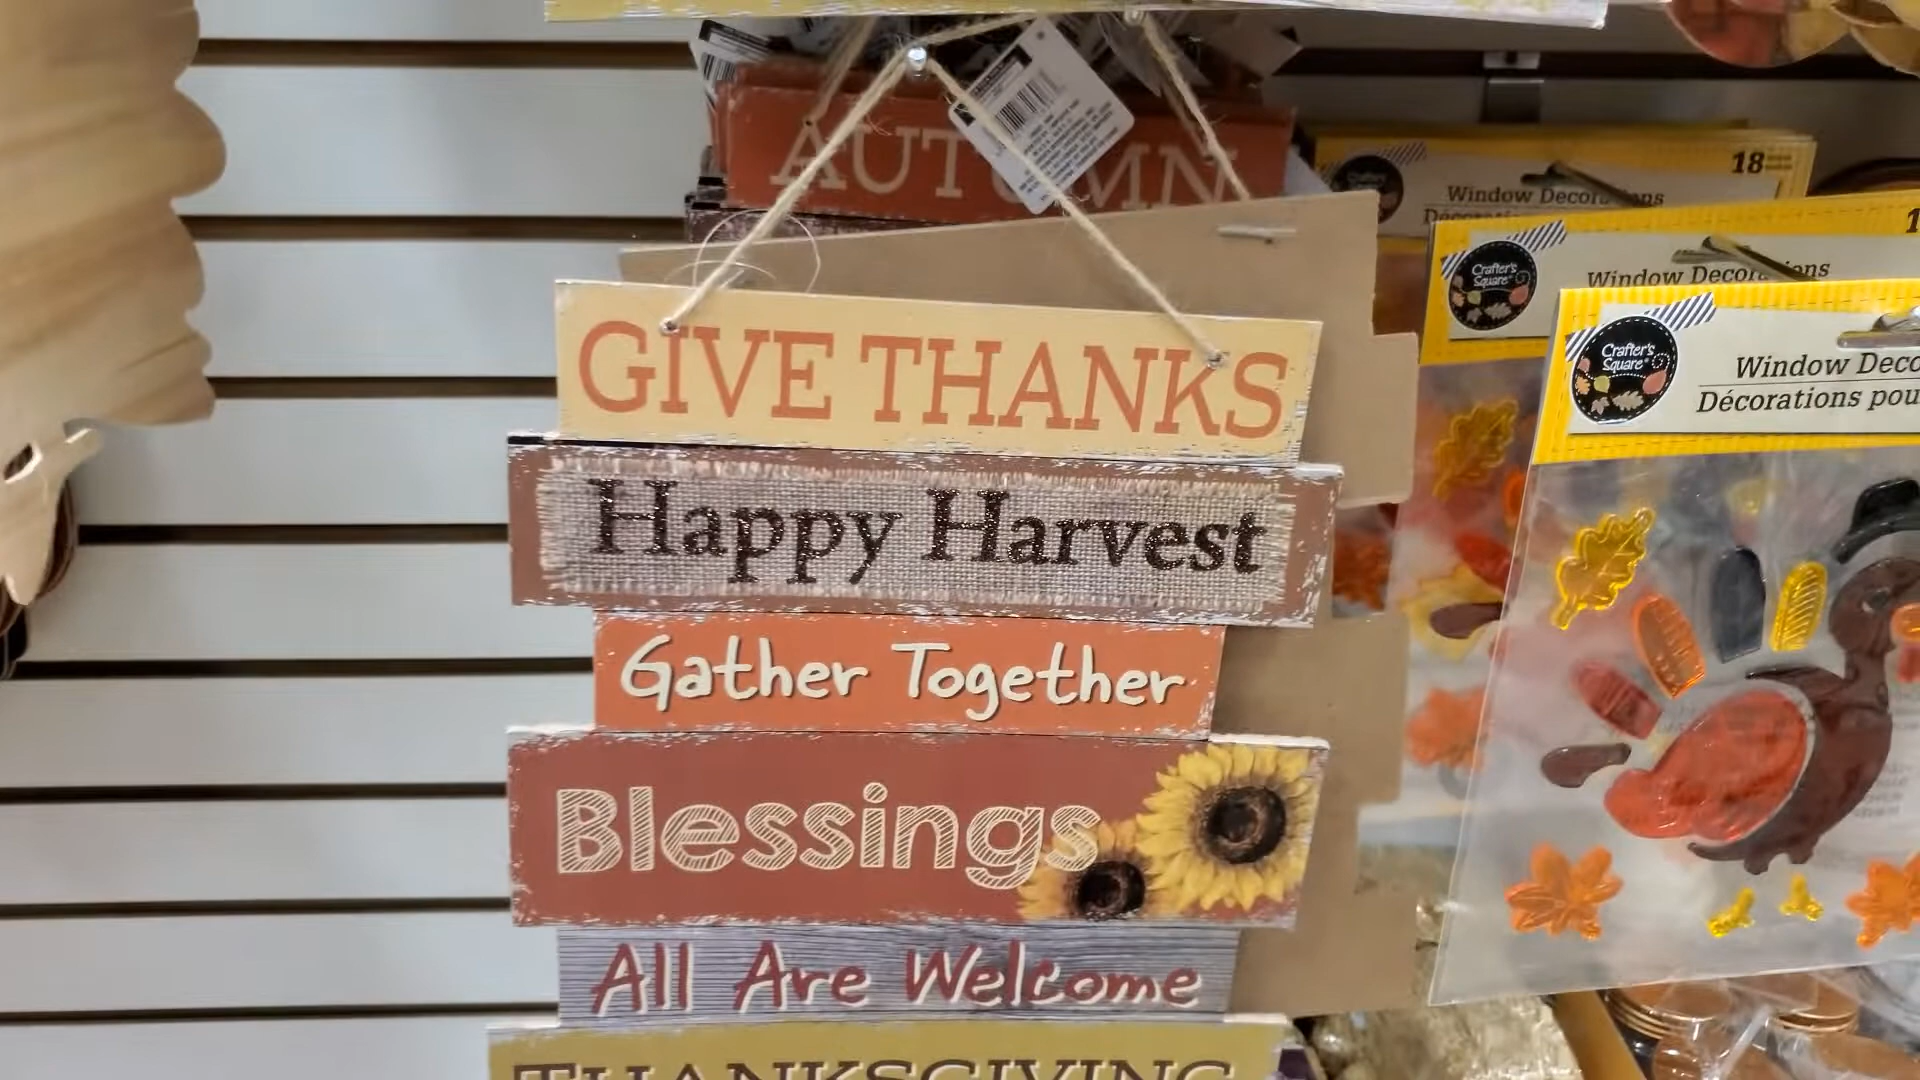 AUTUMN
GIVE THANKS
Happy Harvest
Gather Together
Blessings
All Are Welcome
THANKSGIVING
18
Window Decorations
Window Decorations
Crafter's
Square
Crafter's
Square
Window Deco
Décorations pou